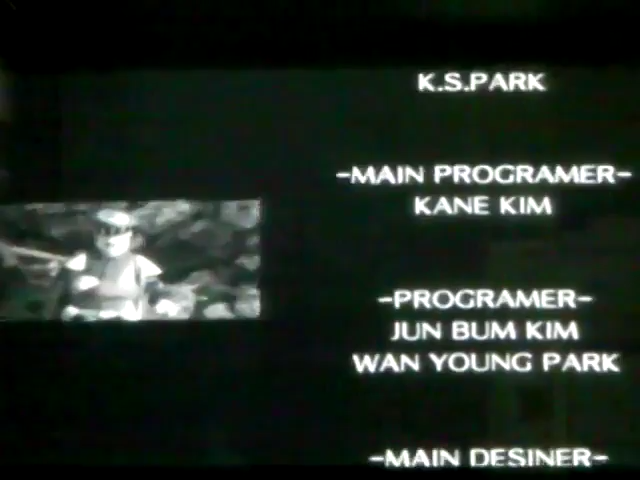 K.S.PARK
-MAIN PROGRAMER-
KANE KIM
-PROGRAMER-
JUN BUM KIM
WAN YOUNG PARK
-MAIN DESINER-